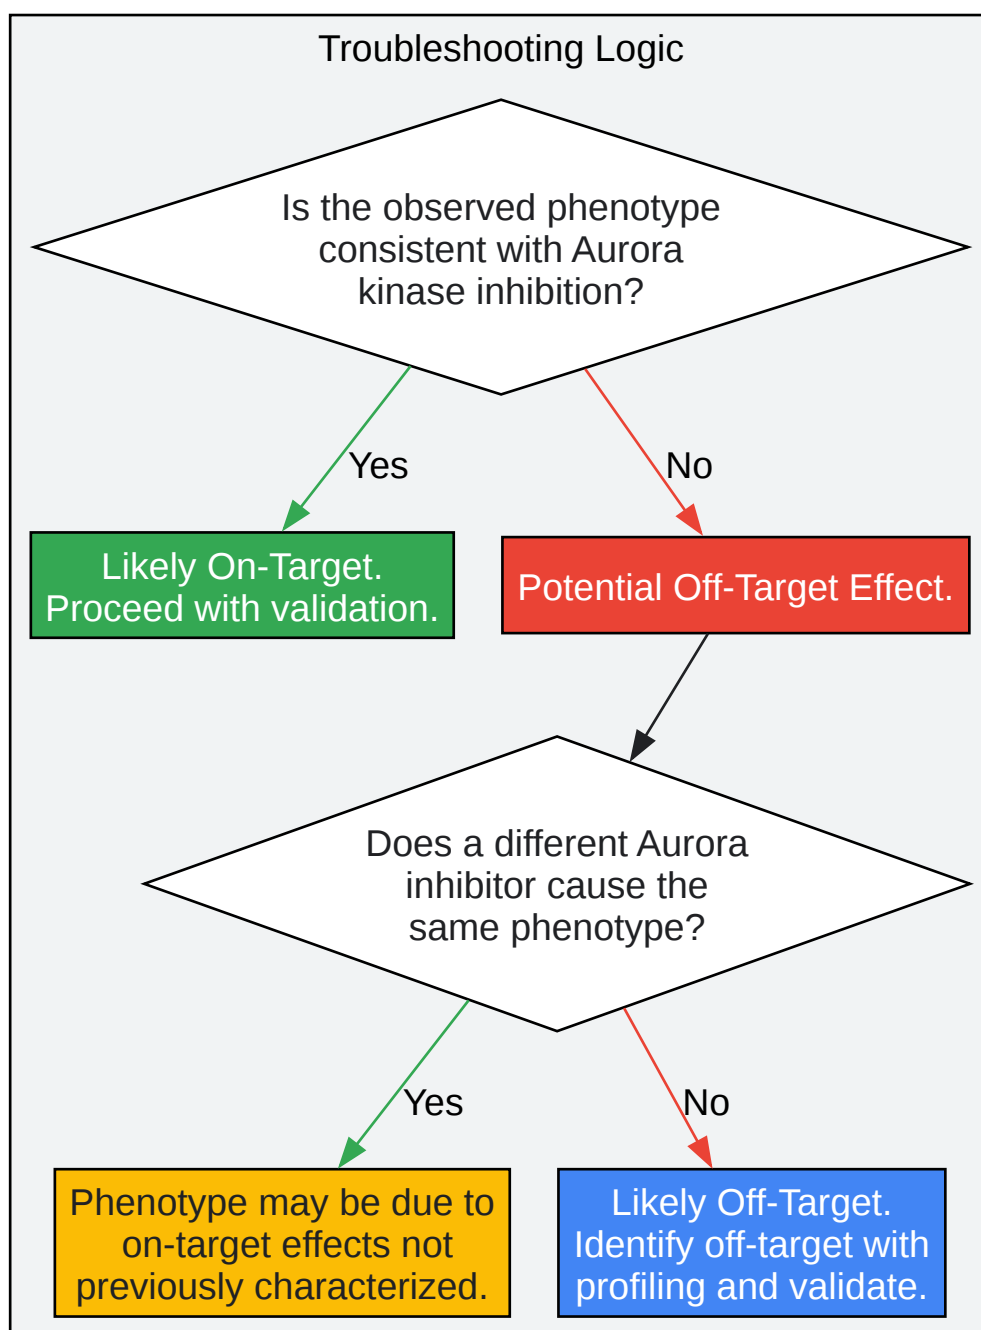 Troubleshooting Logic
Is the observed phenotype
consistent with Aurora
kinase inhibition?
Yes
No
Likely On-Target.
Proceed with validation.
Potential Off-Target Effect.
Does a different Aurora
inhibitor cause the
same phenotype?
Yes
No
Phenotype may be due to
on-target effects not
previously characterized.
Likely Off-Target.
Identify off-target with
profiling and validate.